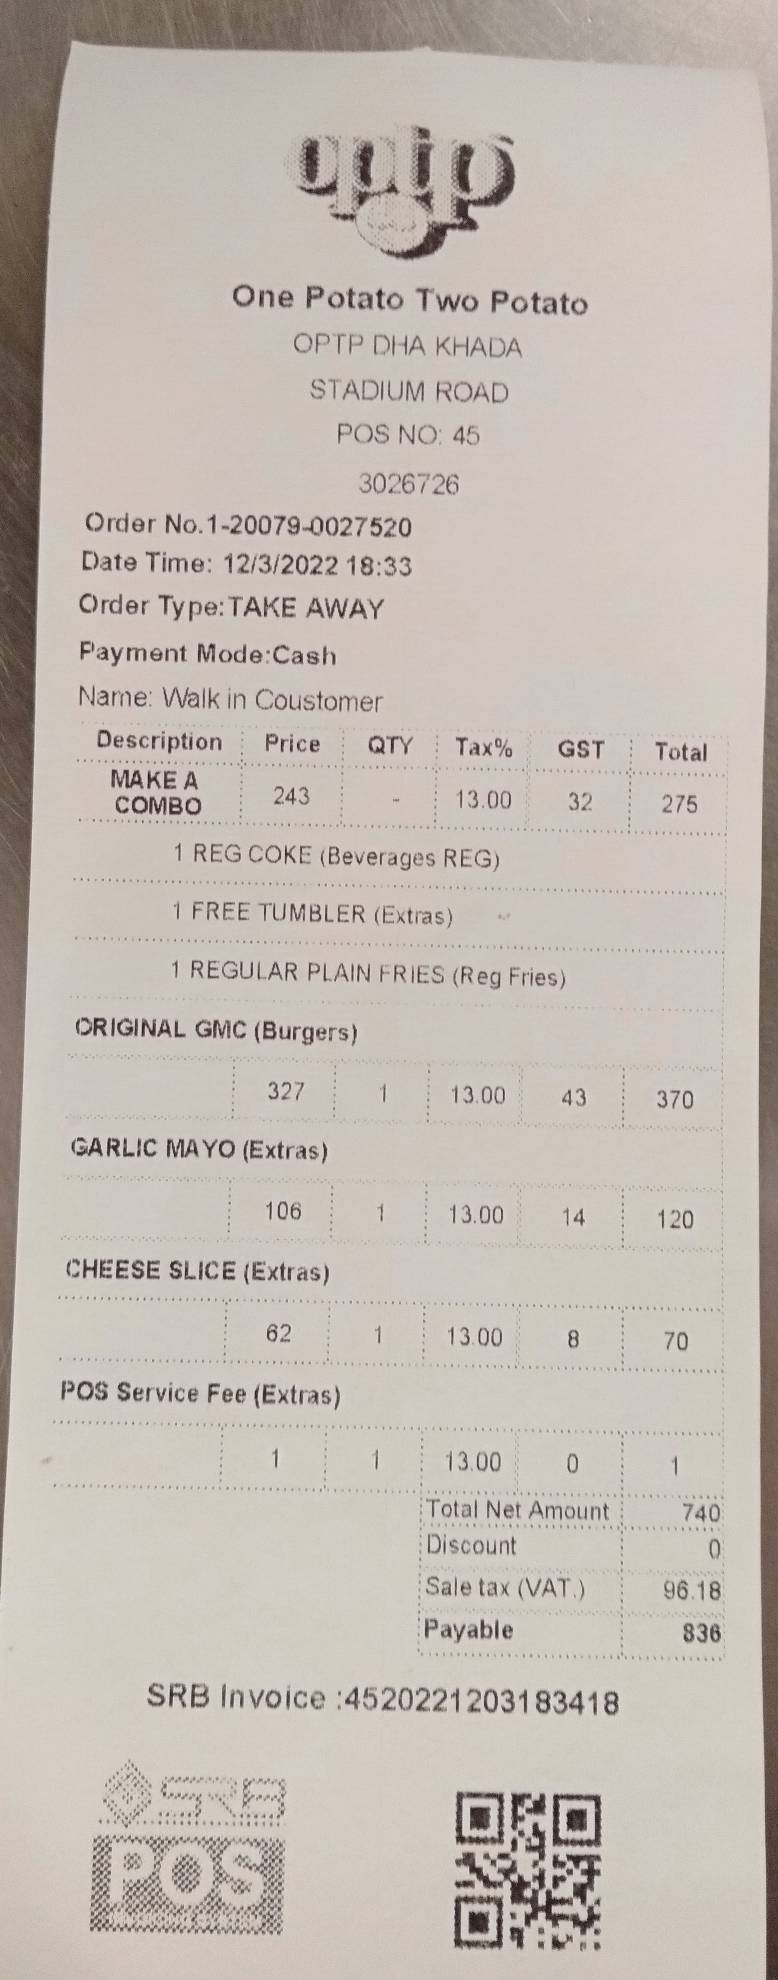 optp
One Potato Two Potato
OPTP DHA KHADA
STADIUM ROAD
POS NO: 45
3026726
Order No.1-20079-0027520
Date Time: 12/3/2022 18:33
Order Type:TAKE AWAY
Payment Mode:Cash
Name: Walk in Coustomer
Description Price QTY Tax% GST Total
MAKE A COMBO 243 - 13.00 32 275
1 REG COKE (Beverages REG)
1 FREE TUMBLER (Extras)
1 REGULAR PLAIN FRIES (Reg Fries)
ORIGINAL GMC (Burgers)
327 1 13.00 43 370
GARLIC MAYO (Extras)
106 1 13.00 14 120
CHEESE SLICE (Extras)
62 1 13.00 8 70
POS Service Fee (Extras)
1 1 13.00 0 1
Total Net Amount 740
Discount 0
Sale tax (VAT.) 96.18
Payable 836
SRB Invoice :4520221203183418
SRB
POS